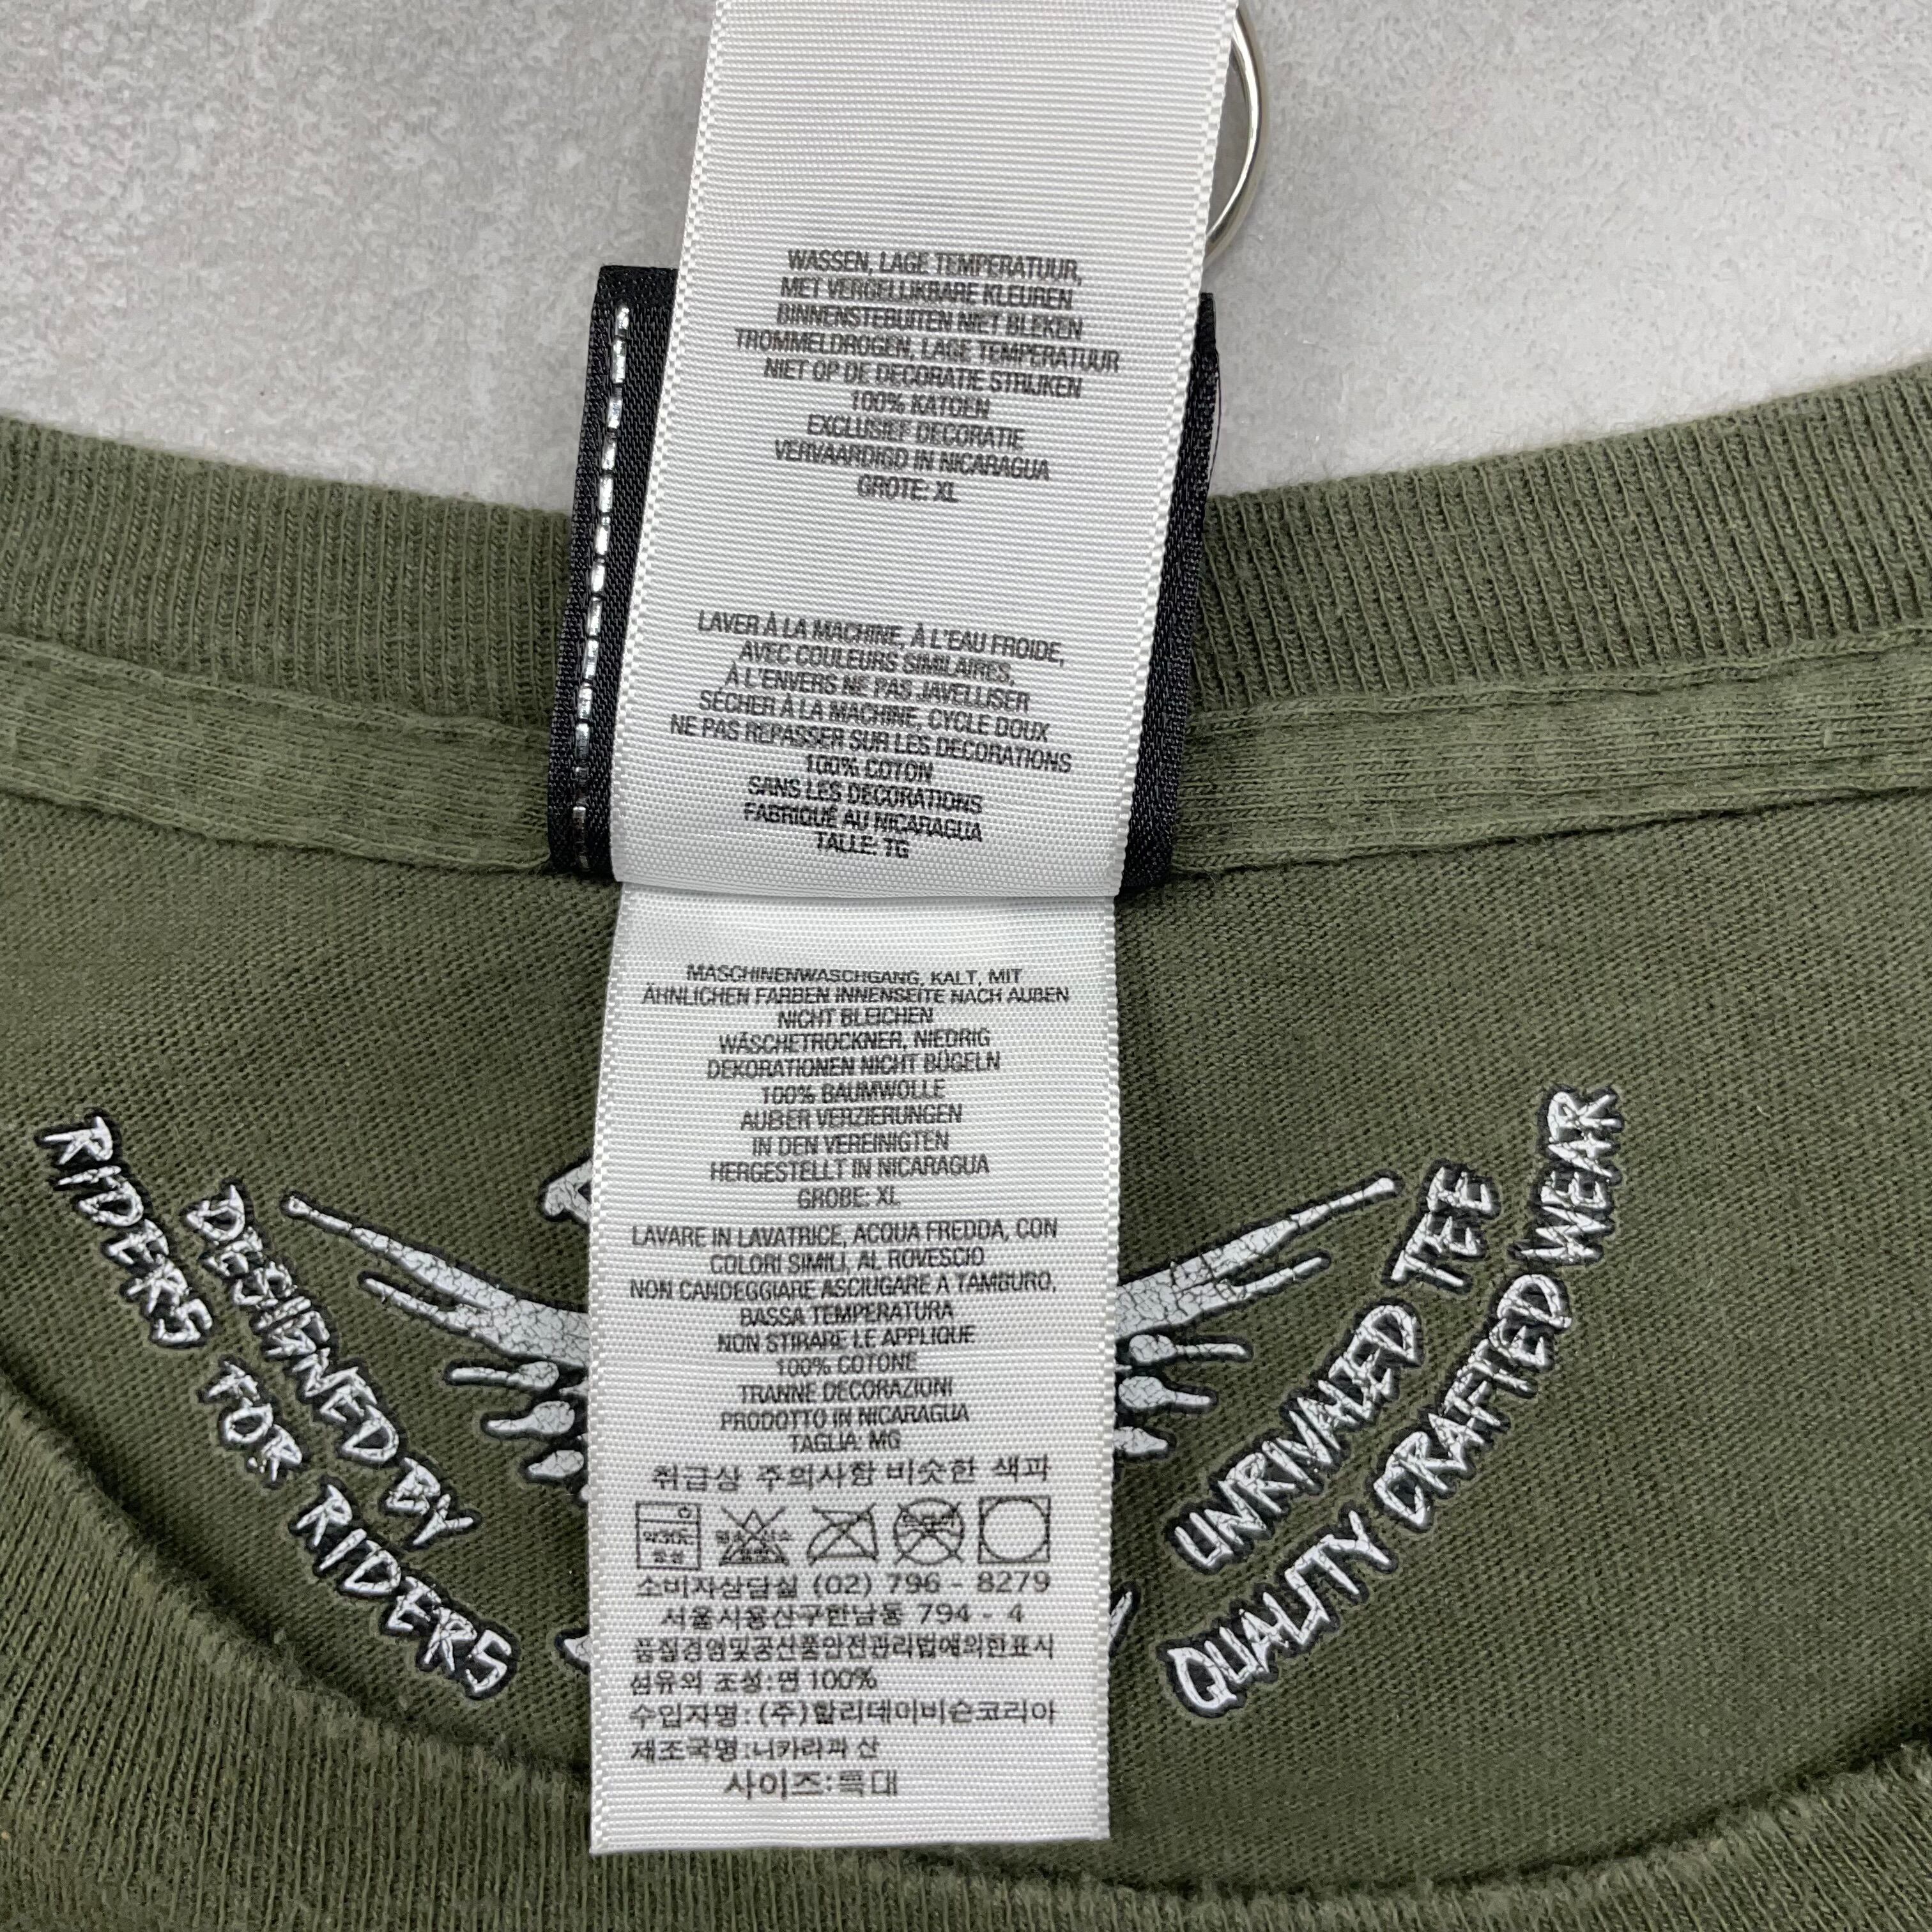 WASSEN, LAGE TEMPERATUUR,
MET VERGELIJKBARE KLEUREN
BINNENSTEBUITEN NIET BLEKEN
TROMMELDROGEN, LAGE TEMPERATUUR
NIET OP DE DECORATIE STRIJKEN
100% KATOEN
EXCLUSIEF DECORATIE
VERVAARDIGD IN NICARAGUA
GROTE: XL
LAVER À LA MACHINE, À L'EAU FROIDE,
AVEC COULEURS SIMILAIRES,
À L'ENVERS NE PAS JAVELLISER
SÉCHER À LA MACHINE, CYCLE DOUX
NE PAS REPASSER SUR LES DECORATIONS
100% COTON
SANS LES DECORATIONS
FABRIQUÉ AU NICARAGUA
TALLE: TG
MASCHINENWASCHGANG, KALT, MIT
ÄHNLICHEN FARBEN INNENSEITE NACH AUßEN
NICHT BLEICHEN
WÄSCHETROCKNER, NIEDRIG
DEKORATIONEN NICHT BÜGELN
100% BAUMWOLLE
AUßER VERZIERUNGEN
IN DEN VEREINIGTEN
HERGESTELLT IN NICARAGUA
GROBE: XL
LAVARE IN LAVATRICE, ACQUA FREDDA, CON
COLORI SIMILI, AL ROVESCIO
NON CANDEGGIARE ASCIUGARE A TAMBURO,
BASSA TEMPERATURA
NON STIRARE LE APPLIQUE
100% COTONE
TRANNE DECORAZIONI
PRODOTTO IN NICARAGUA
TAGLIA: MG
취급상 주의사항 비슷한 색과
소비자상담실 (02) 796 - 8279
서울시용산구한남동 794 - 4
품질경영및공산품안전관리법에의한표시
섬유의 조성:면 100%
수입자명:(주)할리데이비슨코리아
제조국명:니카라과 산
사이즈:특대
DESIGNED BY
RIDERS FOR RIDERS
UNRIVALED TEE
QUALITY CRAFTED WEAR